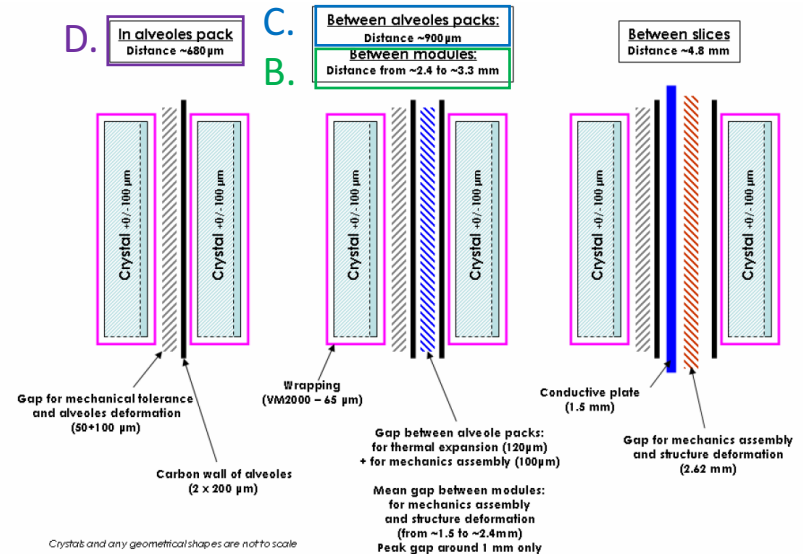 D.
In alveoles pack
Distance ~680µm
C.
Between alveoles packs:
Distance ~900µm
B.
Between modules:
Distance from ~2.4 to ~3.3 mm
Between slices
Distance ~4.8 mm
Crystal +0/-100 µm
Crystal +0/-100 µm
Crystal +0/-100 µm
Crystal +0/-100 µm
Crystal +0/-100 µm
Crystal +0/-100 µm
Gap for mechanical tolerance
and alveoles deformation
(50+100 µm)
Carbon wall of alveoles
(2 x 200 µm)
Wrapping
(VM2000 – 65 µm)
Gap between alveole packs:
for thermal expansion (120µm)
+ for mechanics assembly (100µm)
Mean gap between modules:
for mechanics assembly
and structure deformation
(from ~1.5 to ~2.4mm)
Peak gap around 1 mm only
Conductive plate
(1.5 mm)
Gap for mechanics assembly
and structure deformation
(2.62 mm)
Crystals and any geometrical shapes are not to scale